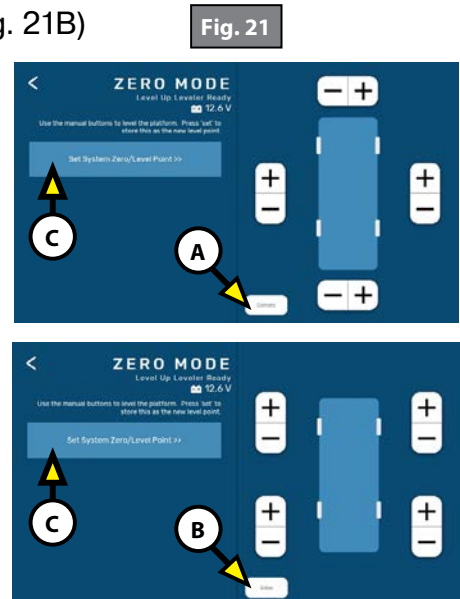 g. 21B)
Fig. 21
<
ZERO MODE
Level Up Leveler Ready
12.6 V
Use the manual buttons to level the platform. Press 'set' to
store this as the new level point.
Set System Zero/Level Point >>
C
A
− +
+
−
+
−
− +
<
ZERO MODE
Level Up Leveler Ready
12.6 V
Use the manual buttons to level the platform. Press 'set' to
store this as the new level point.
Set System Zero/Level Point >>
C
B
+
−
+
−
+
−
+
−